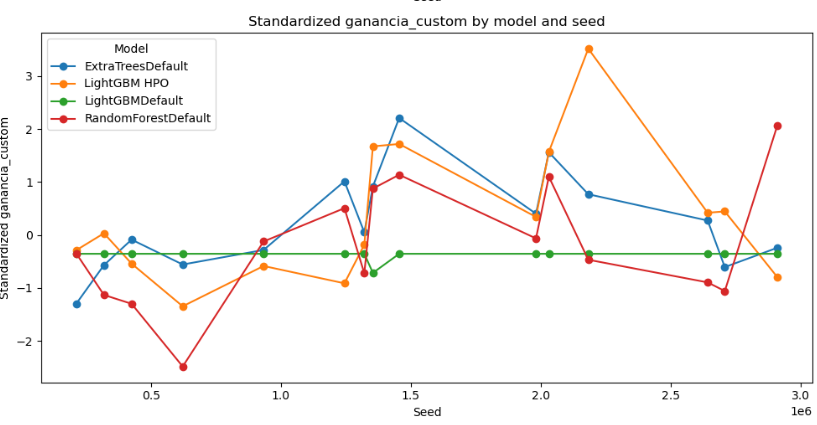 Standardized ganancia_custom by model and seed
Model
ExtraTreesDefault
LightGBM HPO
LightGBMDefault
RandomForestDefault
Standardized ganancia_custom
3
2
1
0
−1
−2
0.5 1.0 1.5 2.0 2.5 3.0
1e6
Seed